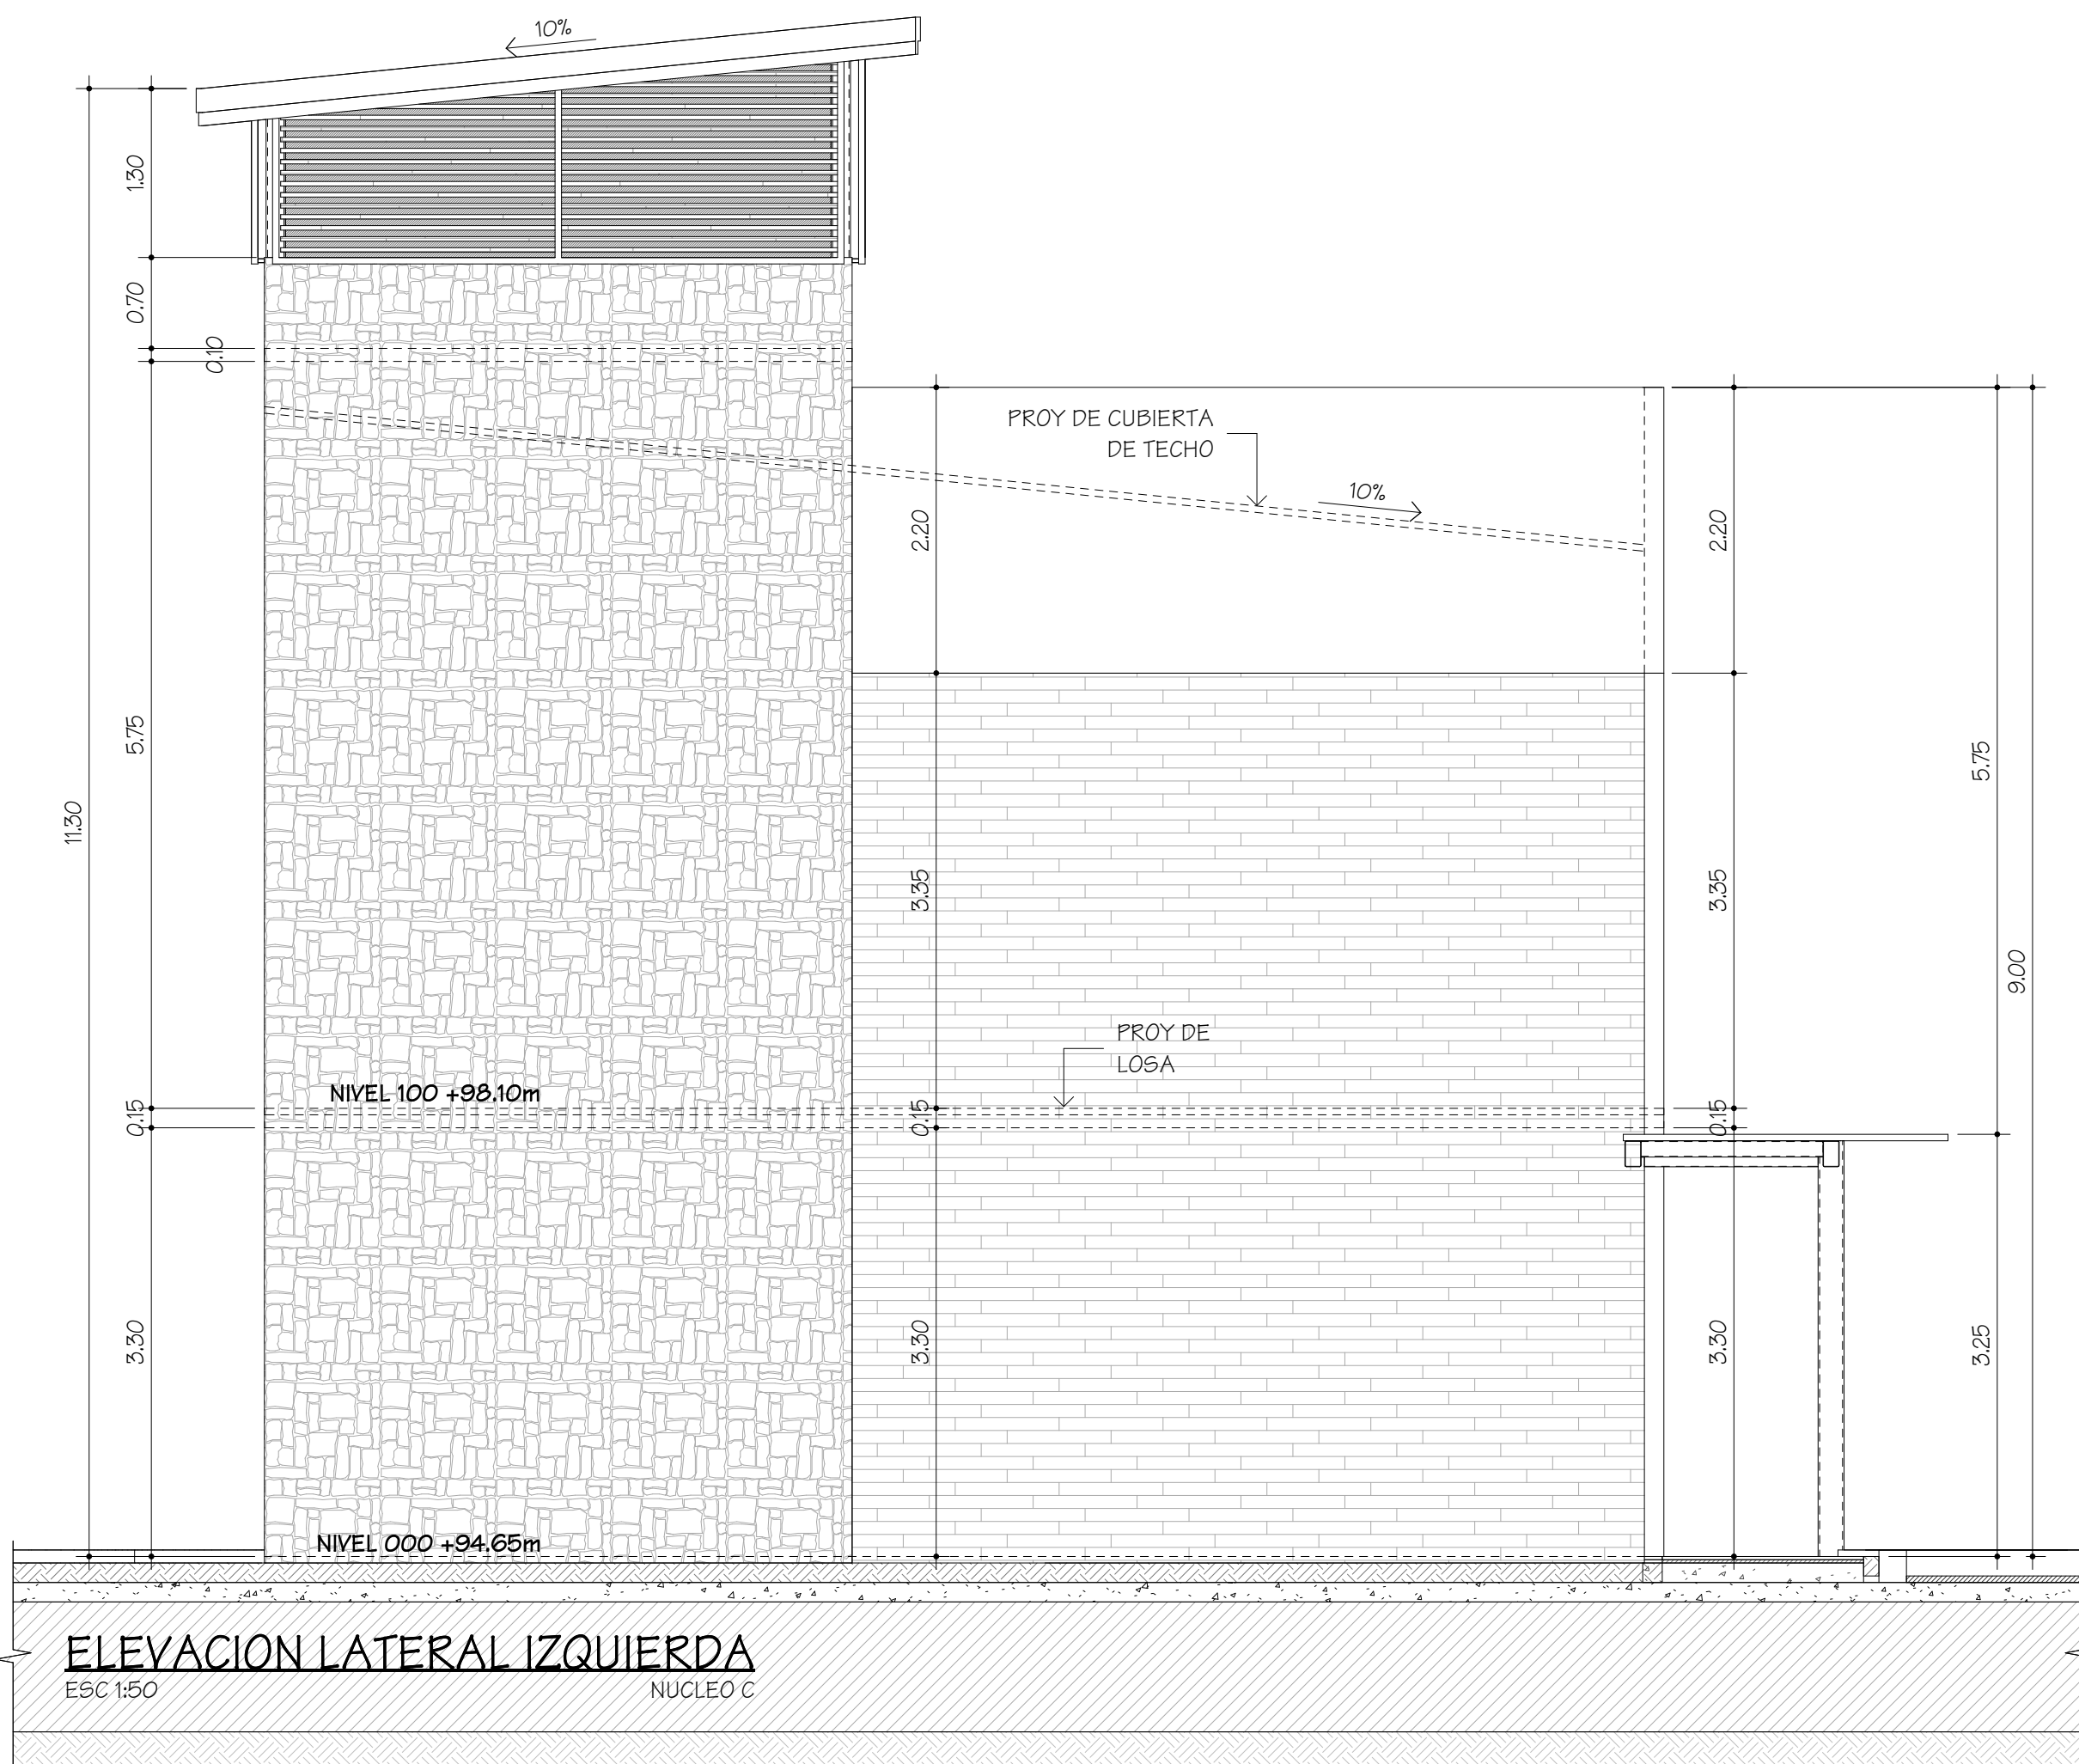 10%
1.30
0.70
0.10
PROY DE CUBIERTA
DE TECHO
10%
2.20
2.20
5.75
5.75
11.30
3.35
3.35
9.00
PROY DE
LOSA
NIVEL 100 +98.10m
0.15
0.15
0.15
3.30
3.30
3.30
3.25
NIVEL 000 +94.65m
ELEVACION LATERAL IZQUIERDA
ESC 1:50 NUCLEO C